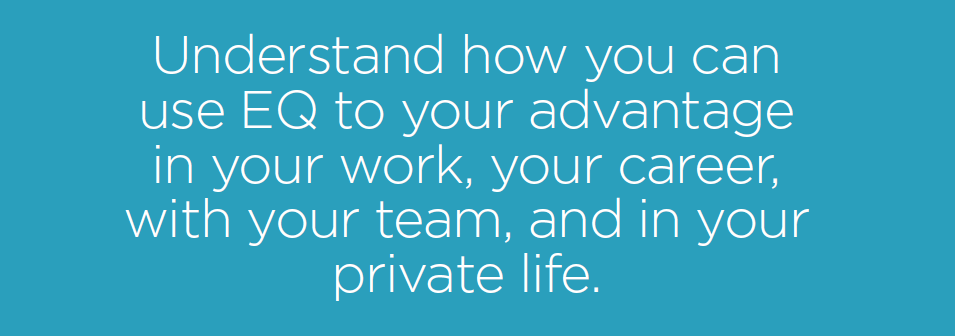 Understand how you can
use EQ to your advantage
in your work, your career,
with your team, and in your
private life.